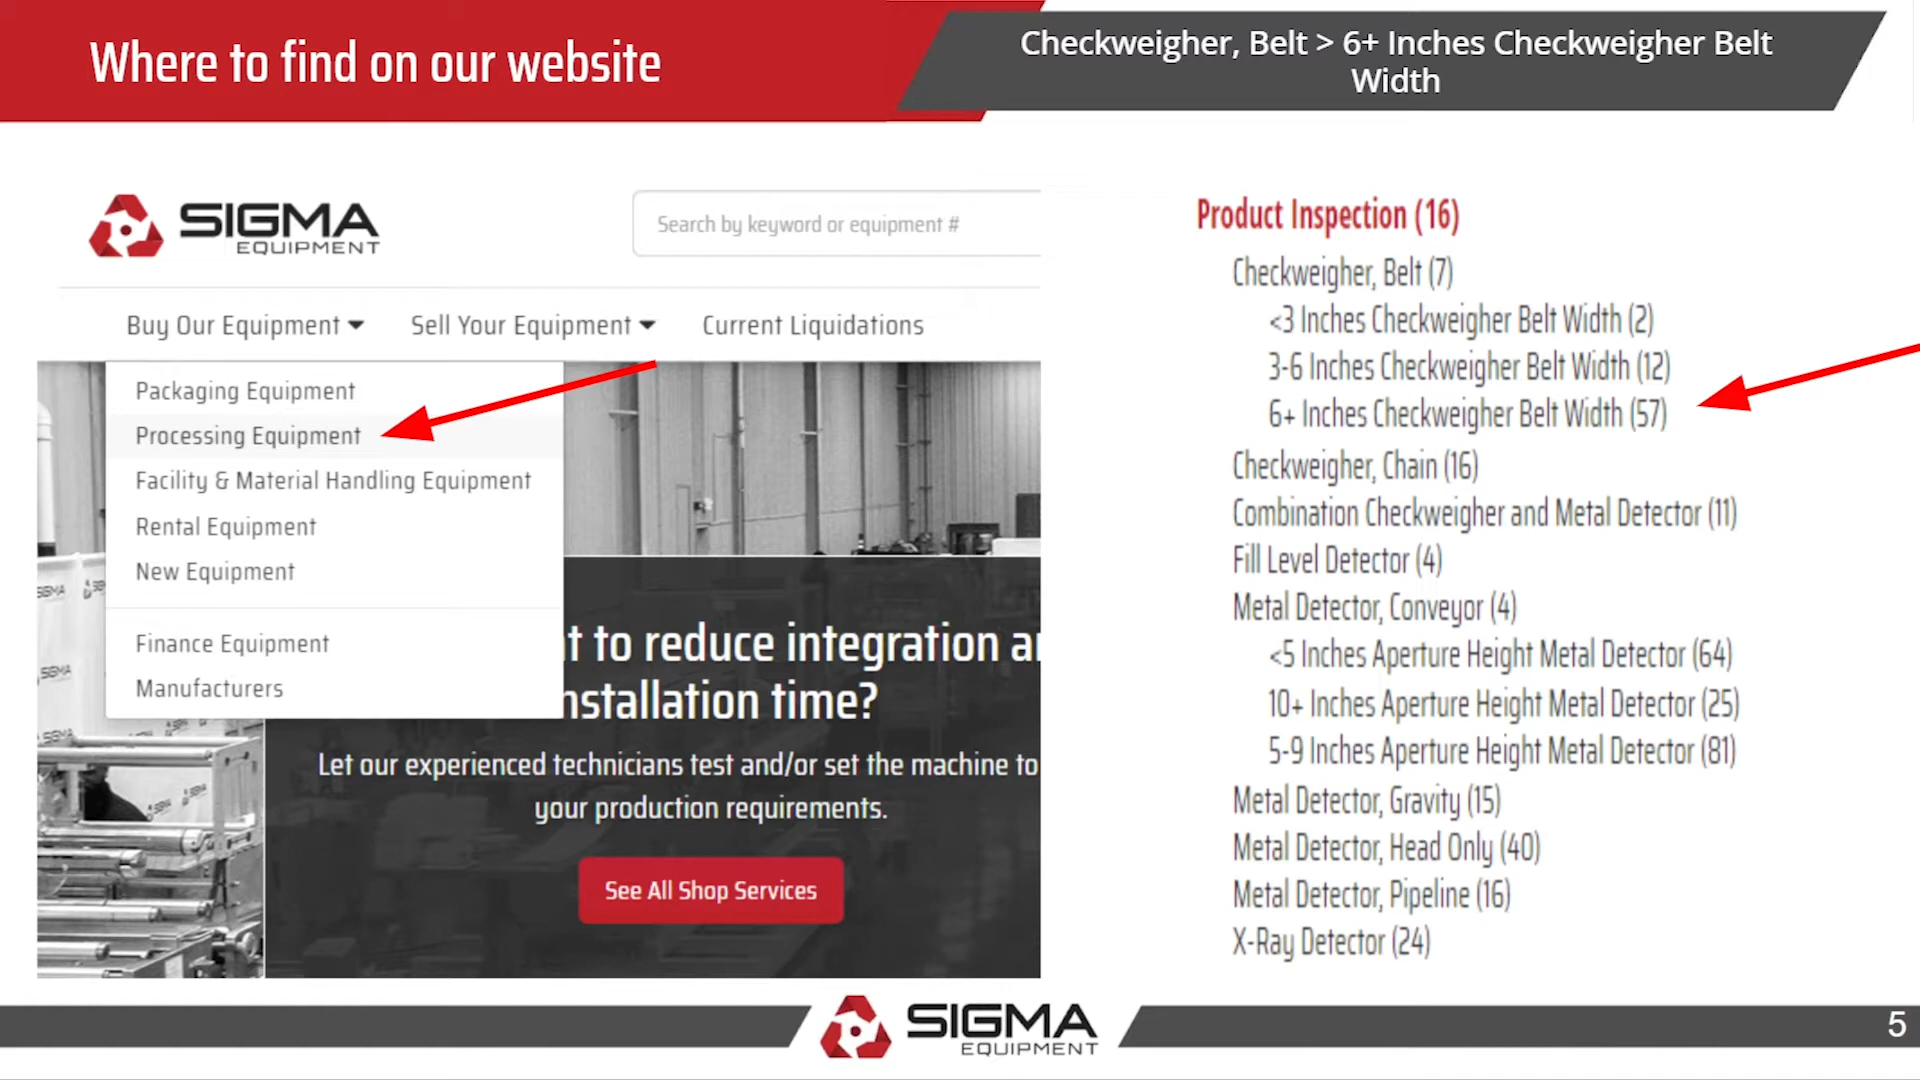 Where to find on our website
Checkweigher, Belt > 6+ Inches Checkweigher Belt
Width
SIGMA
EQUIPMENT
Search by keyword or equipment #
Buy Our Equipment
Sell Your Equipment
Current Liquidations
Packaging Equipment
Processing Equipment
Facility & Material Handling Equipment
Rental Equipment
New Equipment
Finance Equipment
Manufacturers
t to reduce integration a
nstallation time?
Let our experienced technicians test and/or set the machine to
your production requirements.
See All Shop Services
SIGMA
SIGMA
SIGMA
Product Inspection (16)
Checkweigher, Belt (7)
<3 Inches Checkweigher Belt Width (2)
3-6 Inches Checkweigher Belt Width (12)
6+ Inches Checkweigher Belt Width (57)
Checkweigher, Chain (16)
Combination Checkweigher and Metal Detector (11)
Fill Level Detector (4)
Metal Detector, Conveyor (4)
<5 Inches Aperture Height Metal Detector (64)
10+ Inches Aperture Height Metal Detector (25)
5-9 Inches Aperture Height Metal Detector (81)
Metal Detector, Gravity (15)
Metal Detector, Head Only (40)
Metal Detector, Pipeline (16)
X-Ray Detector (24)
SIGMA
EQUIPMENT
5